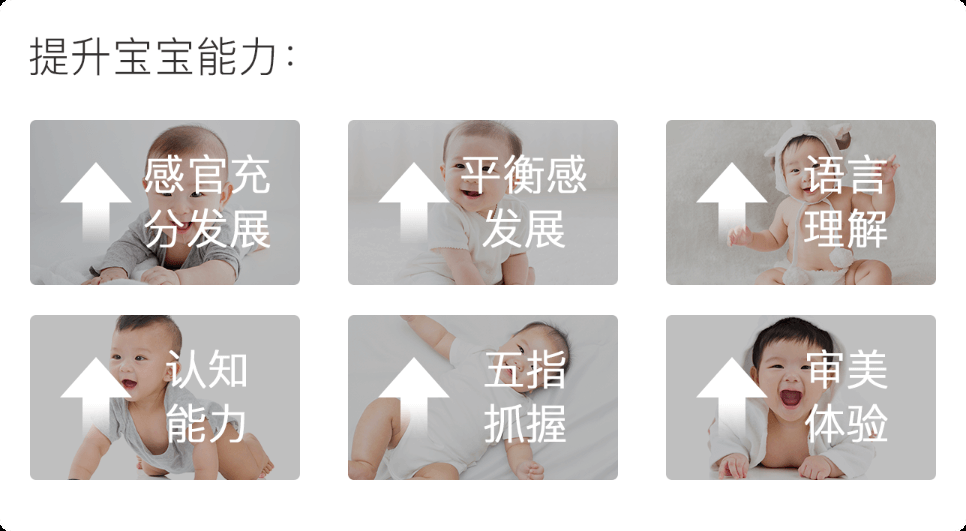 提升宝宝能力：
感官充
分发展
平衡感
发展
语言
理解
认知
能力
五指
抓握
审美
体验